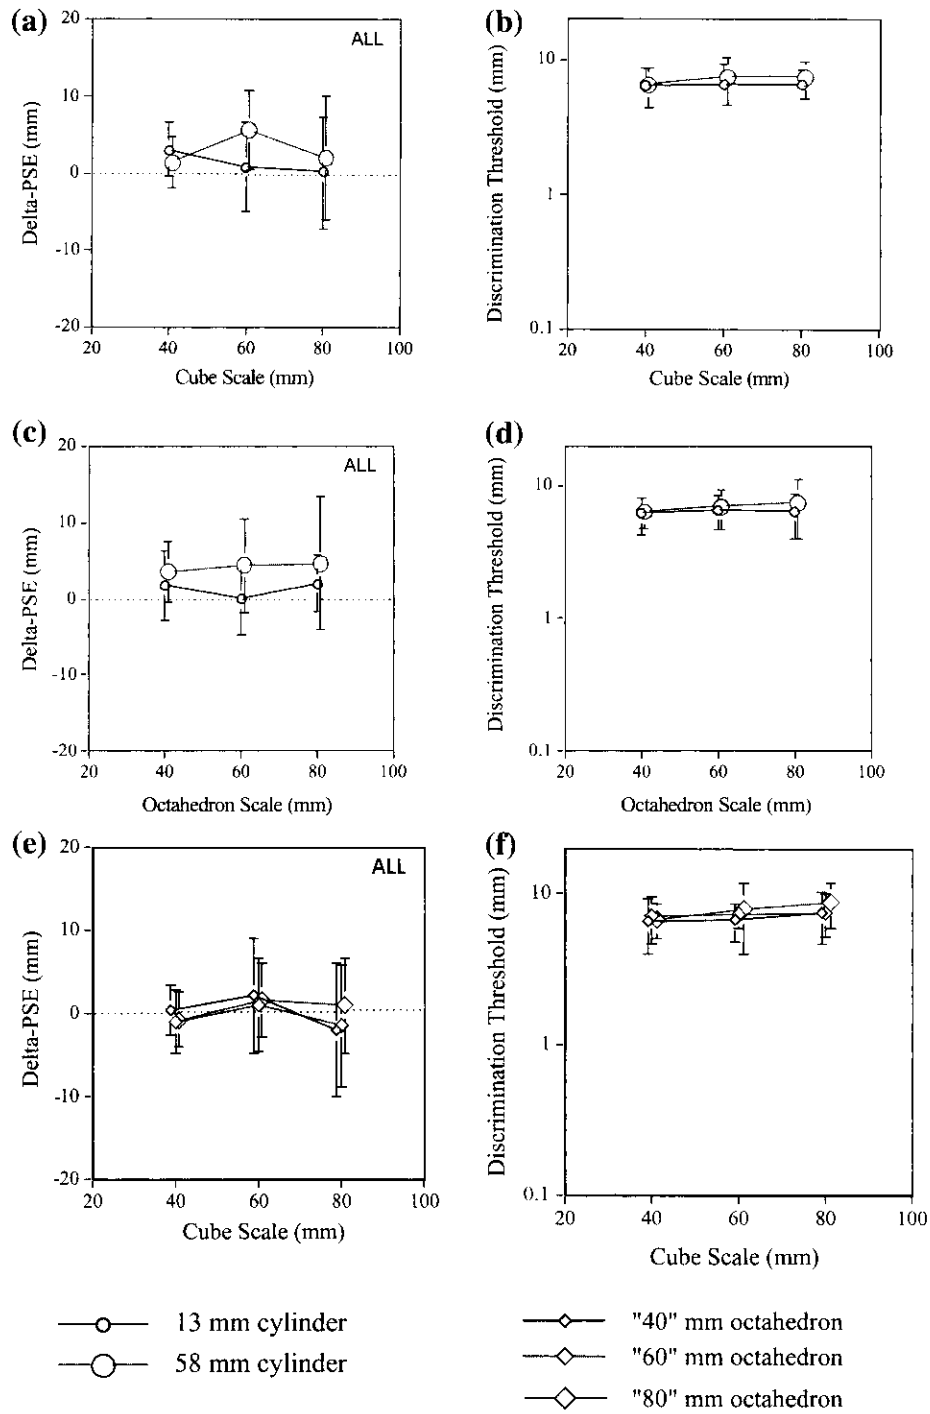 (a)
20
10
0
-10
-20
Delta-PSE (mm)
ALL
20 40 60 80 100
Cube Scale (mm)
(b)
10
1
0.1
Discrimination Threshold (mm)
20 40 60 80 100
Cube Scale (mm)
(c)
20
10
0
-10
-20
Delta-PSE (mm)
ALL
20 40 60 80 100
Octahedron Scale (mm)
(d)
10
1
0.1
Discrimination Threshold (mm)
20 40 60 80 100
Octahedron Scale (mm)
(e)
20
10
0
-10
-20
Delta-PSE (mm)
ALL
20 40 60 80 100
Cube Scale (mm)
(f)
10
1
0.1
Discrimination Threshold (mm)
20 40 60 80 100
Cube Scale (mm)
13 mm cylinder
58 mm cylinder
"40" mm octahedron
"60" mm octahedron
"80" mm octahedron